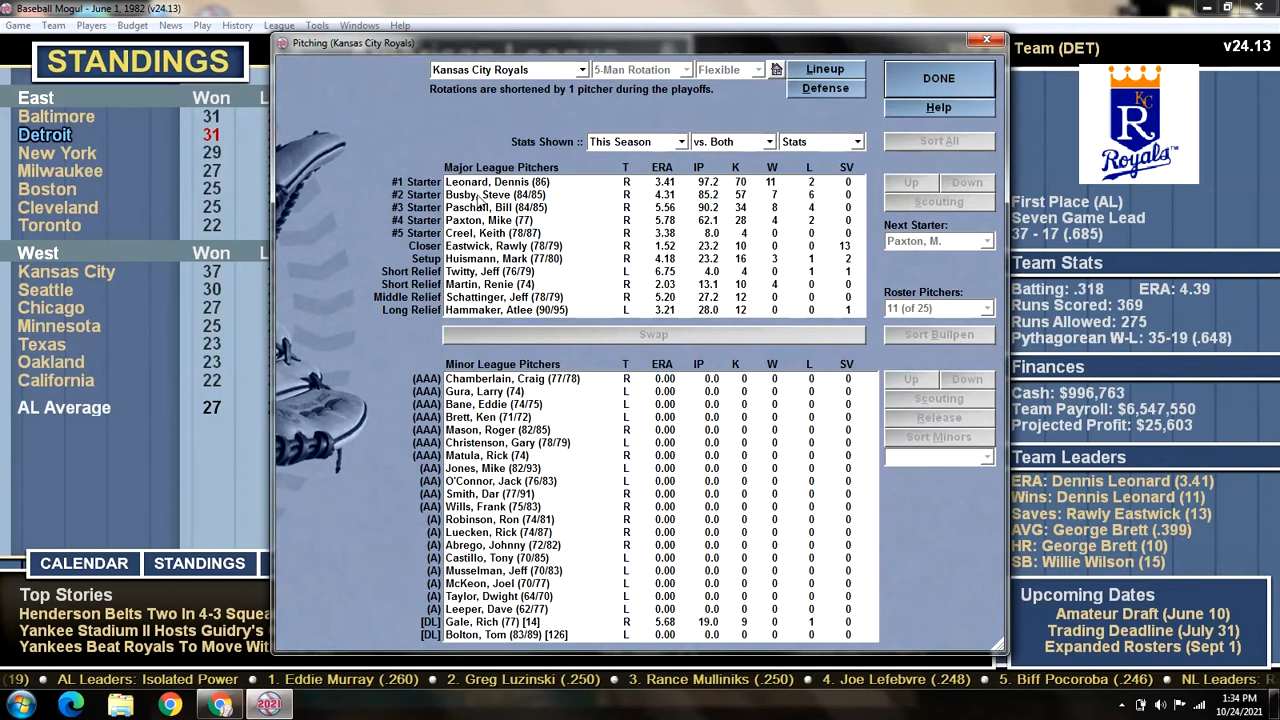 Baseball Mogul - June 1, 1982 (v24.13)
Game Team Players Budget News Play History League Tools Windows Help
STANDINGS
East Won L
Baltimore 31
Detroit 31
New York 29
Milwaukee 27
Boston 25
Cleveland 25
Toronto 22
West Won L
Kansas City 37
Seattle 30
Chicago 27
Minnesota 25
Texas 23
Oakland 23
California 22
AL Average 27
CALENDAR STANDINGS
Top Stories
Henderson Belts Two In 4-3 Squea
Yankee Stadium II Hosts Guidry's
Yankees Beat Royals To Move Wi
Pitching (Kansas City Royals)
Kansas City Royals 5-Man Rotation Flexible Lineup
Defense
Rotations are shortened by 1 pitcher during the playoffs.
DONE
Help
Stats Shown :: This Season vs. Both Stats Sort All
Major League Pitchers T ERA IP K W L SV
#1 Starter Leonard, Dennis (86) R 3.41 97.2 70 11 2 0
#2 Starter Busby, Steve (84/85) R 4.31 85.2 57 7 6 0
#3 Starter Paschall, Bill (84/85) R 5.56 90.2 34 8 4 0
#4 Starter Paxton, Mike (77) R 5.78 62.1 28 4 2 0
#5 Starter Creel, Keith (78/87) R 3.38 8.0 4 0 0 0
Closer Eastwick, Rawly (78/79) R 1.52 23.2 10 0 0 13
Setup Huismann, Mark (77/80) R 4.18 23.2 16 3 1 2
Short Relief Twitty, Jeff (76/79) L 6.75 4.0 4 0 1 1
Short Relief Martin, Renie (74) R 2.03 13.1 10 4 0 0
Middle Relief Schattinger, Jeff (78/79) R 5.20 27.2 12 0 0 0
Long Relief Hammaker, Atlee (90/95) L 3.21 28.0 12 0 0 1
Up Down
Scouting
Next Starter:
Paxton, M.
Roster Pitchers:
11 (of 25)
Swap Sort Bullpen
Minor League Pitchers T ERA IP K W L SV
(AAA) Chamberlain, Craig (77/78) R 0.00 0.0 0 0 0 0
(AAA) Gura, Larry (74) L 0.00 0.0 0 0 0 0
(AAA) Bane, Eddie (74/75) L 0.00 0.0 0 0 0 0
(AAA) Brett, Ken (71/72) L 0.00 0.0 0 0 0 0
(AAA) Mason, Roger (82/85) R 0.00 0.0 0 0 0 0
(AAA) Christenson, Gary (78/79) L 0.00 0.0 0 0 0 0
(AAA) Matula, Rick (74) R 0.00 0.0 0 0 0 0
(AA) Jones, Mike (82/93) L 0.00 0.0 0 0 0 0
(AA) O'Connor, Jack (76/83) L 0.00 0.0 0 0 0 0
(AA) Smith, Dar (77/91) R 0.00 0.0 0 0 0 0
(AA) Wills, Frank (75/83) R 0.00 0.0 0 0 0 0
(A) Robinson, Ron (74/81) R 0.00 0.0 0 0 0 0
(A) Luecken, Rick (74/87) R 0.00 0.0 0 0 0 0
(A) Abrego, Johnny (72/82) R 0.00 0.0 0 0 0 0
(A) Castillo, Tony (70/85) L 0.00 0.0 0 0 0 0
(A) Musselman, Jeff (70/83) L 0.00 0.0 0 0 0 0
(A) McKeon, Joel (70/77) L 0.00 0.0 0 0 0 0
(A) Taylor, Dwight (64/70) L 0.00 0.0 0 0 0 0
(A) Leeper, Dave (62/77) L 0.00 0.0 0 0 0 0
[DL] Gale, Rich (77) [14] R 5.68 19.0 9 0 1 0
[DL] Bolton, Tom (83/89) [126] L 0.00 0.0 0 0 0 0
Up Down
Scouting
Release
Sort Minors
Team (DET) v24.13
KC
Royals
First Place (AL)
Seven Game Lead
37 - 17 (.685)
Team Stats
Batting: .318 ERA: 4.39
Runs Scored: 369
Runs Allowed: 275
Pythagorean W-L: 35-19 (.648)
Finances
Cash: $996,763
Team Payroll: $6,547,550
Projected Profit: $25,603
Team Leaders
ERA: Dennis Leonard (3.41)
Wins: Dennis Leonard (11)
Saves: Rawly Eastwick (13)
AVG: George Brett (.399)
HR: George Brett (10)
SB: Willie Wilson (15)
Upcoming Dates
Amateur Draft (June 10)
Trading Deadline (July 31)
Expanded Rosters (Sept 1)
(19) AL Leaders: Isolated Power 1. Eddie Murray (.260) 2. Greg Luzinski (.250) 3. Rance Mulliniks (.250) 4. Joe Lefebvre (.248) 5. Biff Pocoroba (.246) NL Leaders: R
2021
1:34 PM
10/24/2021